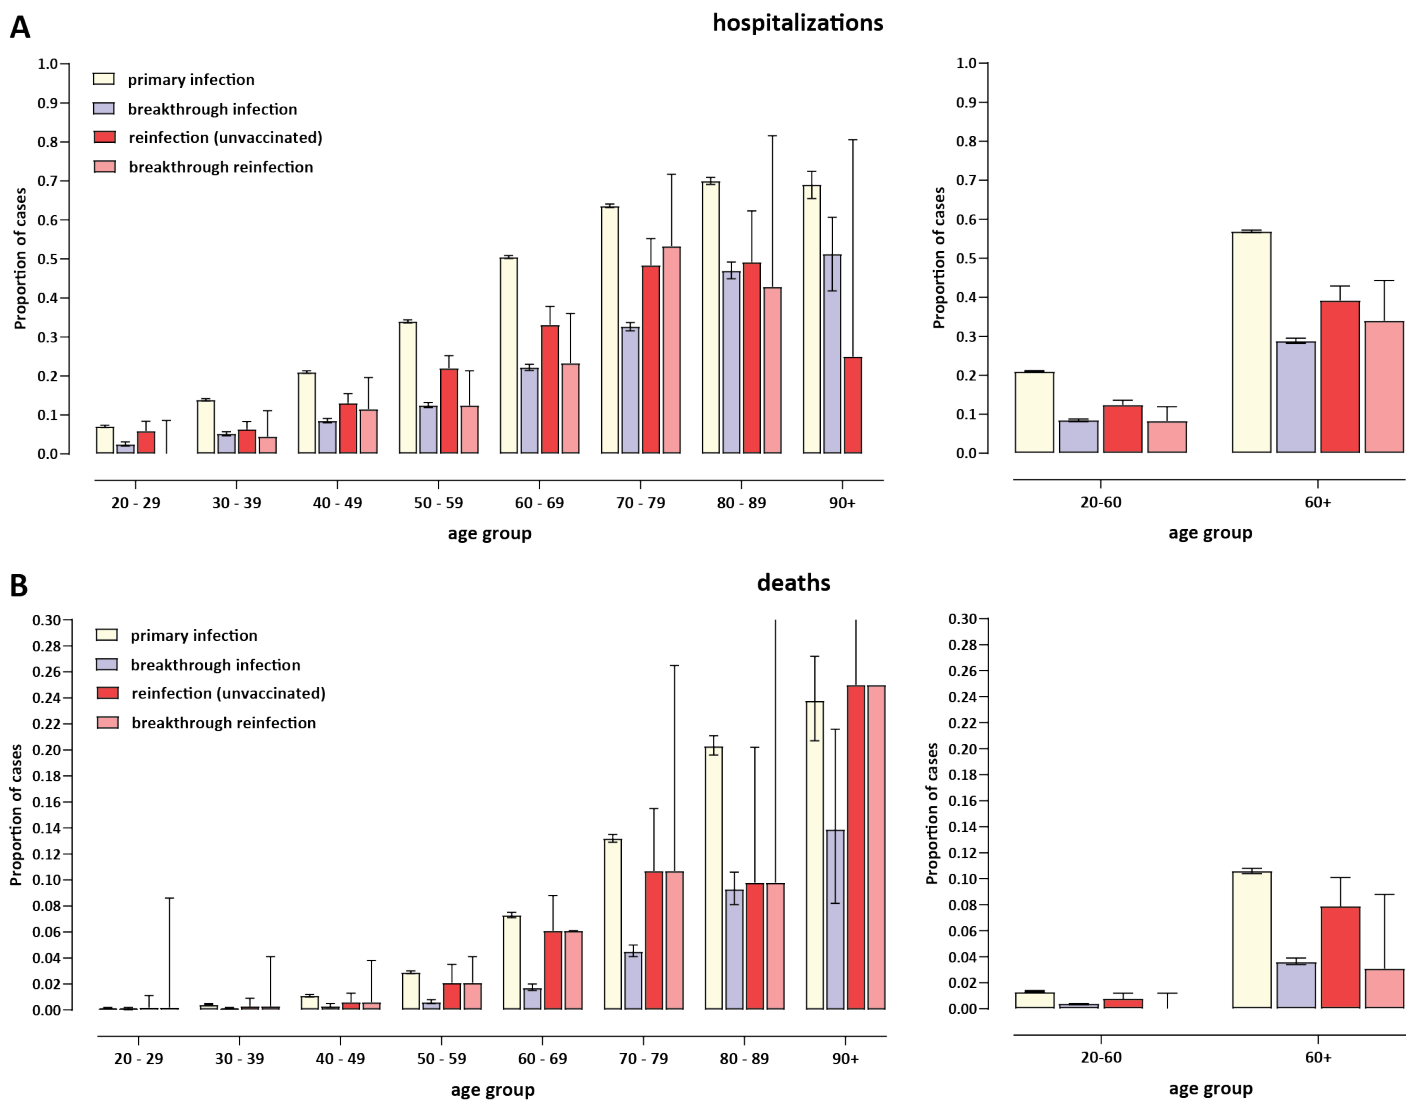 A
hospitalizations
Proportion of cases
1.0
0.9
0.8
0.7
0.6
0.5
0.4
0.3
0.2
0.1
0.0
primary infection
breakthrough infection
reinfection (unvaccinated)
breakthrough reinfection
20 - 29
30 - 39
40 - 49
50 - 59
60 - 69
70 - 79
80 - 89
90+
age group
Proportion of cases
1.0
0.9
0.8
0.7
0.6
0.5
0.4
0.3
0.2
0.1
0.0
20-60
60+
age group
B
deaths
Proportion of cases
0.30
0.28
0.26
0.24
0.22
0.20
0.18
0.16
0.14
0.12
0.10
0.08
0.06
0.04
0.02
0.00
primary infection
breakthrough infection
reinfection (unvaccinated)
breakthrough reinfection
20 - 29
30 - 39
40 - 49
50 - 59
60 - 69
70 - 79
80 - 89
90+
age group
Proportion of cases
0.30
0.28
0.26
0.24
0.22
0.20
0.18
0.16
0.14
0.12
0.10
0.08
0.06
0.04
0.02
0.00
20-60
60+
age group